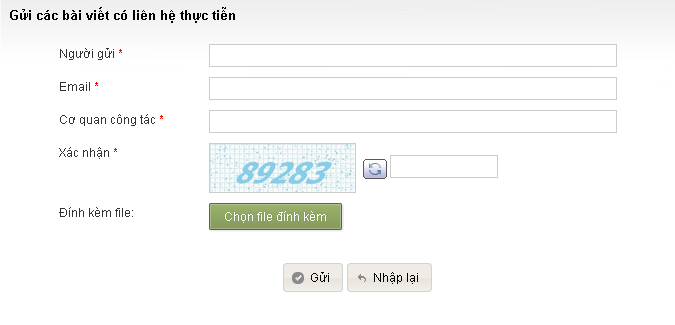 Gửi các bài viết có liên hệ thực tiễn
Người gửi *
Email *
Cơ quan công tác *
Xác nhận *
89283
Đính kèm file:
Chọn file đính kèm
Gửi
Nhập lại